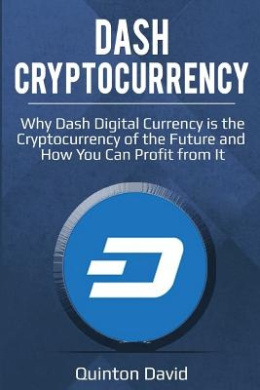 DASH
CRYPTOCURRENCY
Why Dash Digital Currency is the
Cryptocurrency of the Future and
How You Can Profit from It
Quinton David